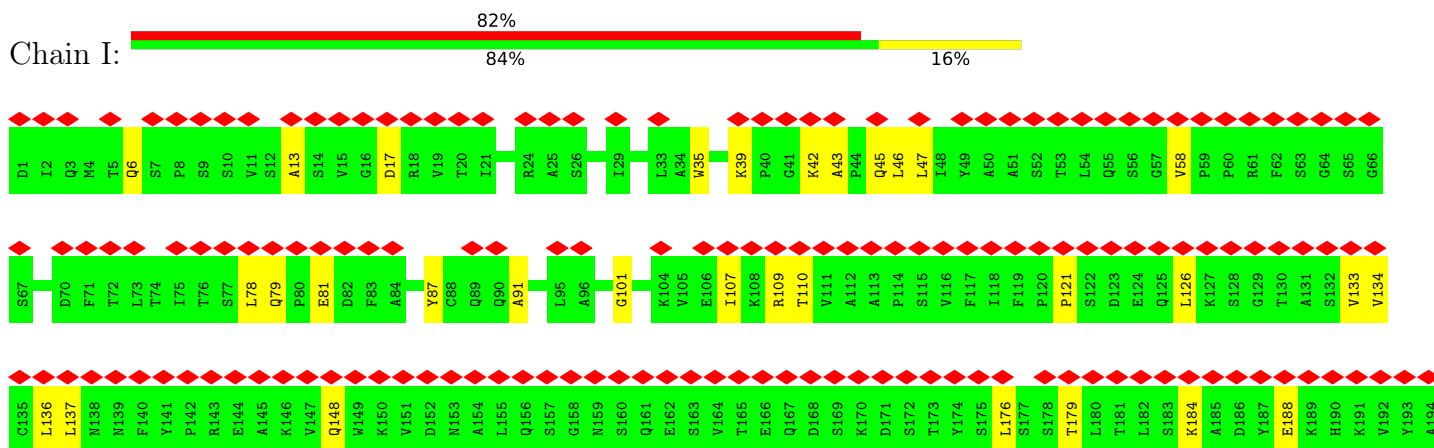 82%
Chain I:
84% 16%
D1 I2 Q3 M4 T5 Q6 S7 P8 S9 S10 V11 S12 A13 S14 V15 G16 D17 R18 V19 T20 I21 R24 A25 S26 I29 L33 A34 W35 K39 P40 G41 K42 A43 P44 Q45 L46 L47 I48 Y49 A50 A51 S52 T53 L54 Q55 S56 G57 V58 P59 P60 R61 F62 S63 G64 S65 G66
S67 D70 F71 T72 L73 T74 I75 T76 S77 L78 Q79 P80 E81 D82 F83 A84 Y87 C88 Q89 Q90 A91 L95 A96 G101 K104 V105 E106 I107 K108 R109 T110 V111 A112 A113 P114 S115 V116 F117 I118 F119 P120 P121 S122 D123 E124 Q125 L126 K127 S128 G129 T130 A131 S132 V133 V134
C135 L136 L137 N138 N139 F140 Y141 P142 R143 E144 A145 K146 V147 Q148 W149 K150 V151 D152 N153 A154 L155 Q156 S157 G158 N159 S160 Q161 E162 S163 V164 T165 E166 Q167 D168 S169 K170 D171 S172 T173 Y174 S175 L176 S177 S178 T179 L180 T181 L182 S183 K184 A185 D186 Y187 E188 K189 H190 K191 V192 Y193 A194